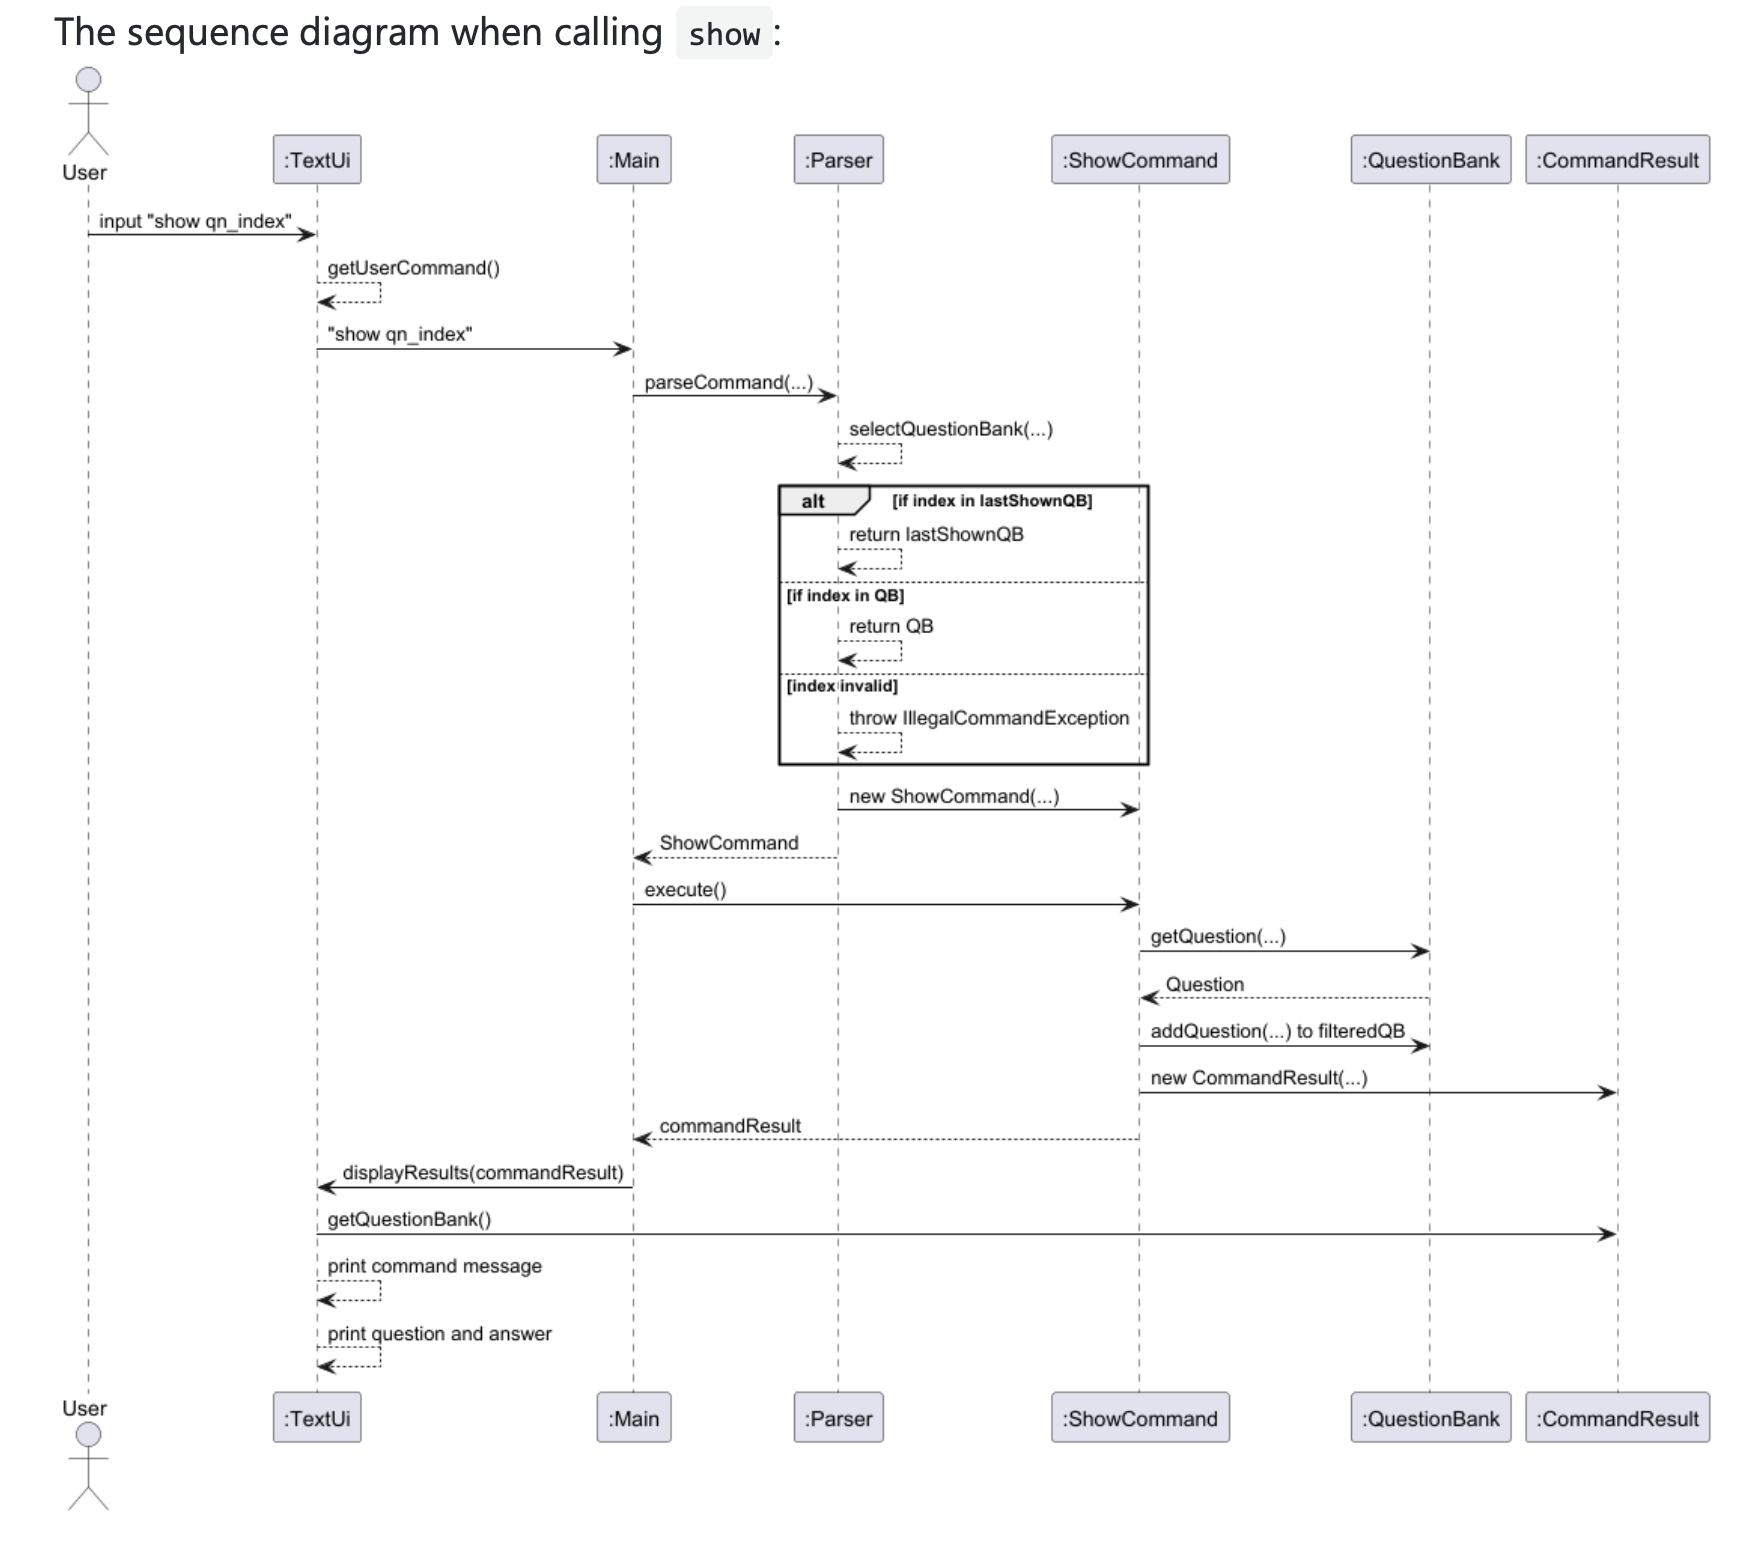 The sequence diagram when calling show:
User
:TextUi
:Main
:Parser
:ShowCommand
:QuestionBank
:CommandResult
input "show qn_index"
getUserCommand()
"show qn_index"
parseCommand(...)
selectQuestionBank(...)
alt
[if index in lastShownQB]
return lastShownQB
[if index in QB]
return QB
[index invalid]
throw IllegalCommandException
new ShowCommand(...)
ShowCommand
execute()
getQuestion(...)
Question
addQuestion(...) to filteredQB
new CommandResult(...)
commandResult
displayResults(commandResult)
getQuestionBank()
print command message
print question and answer
User
:TextUi
:Main
:Parser
:ShowCommand
:QuestionBank
:CommandResult